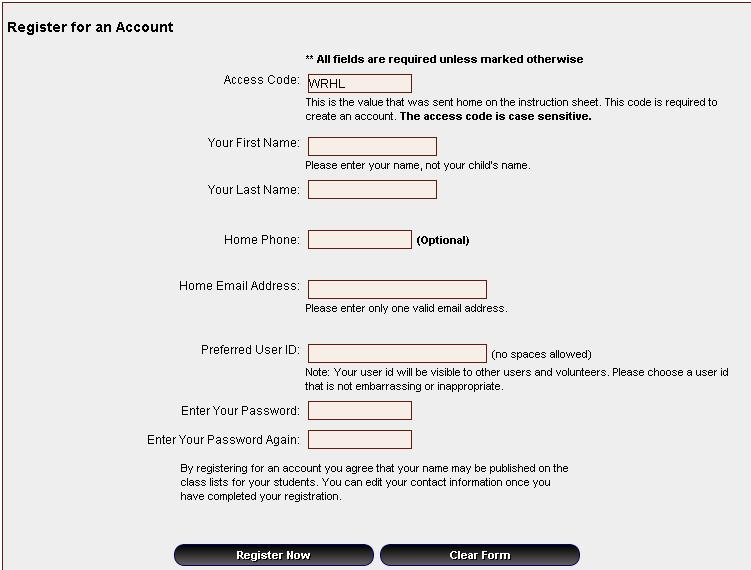 Register for an Account
** All fields are required unless marked otherwise
Access Code: WRHL
This is the value that was sent home on the instruction sheet. This code is required to
create an account. The access code is case sensitive.
Your First Name:
Please enter your name, not your child's name.
Your Last Name:
Home Phone: (Optional)
Home Email Address:
Please enter only one valid email address.
Preferred User ID: (no spaces allowed)
Note: Your user id will be visible to other users and volunteers. Please choose a user id
that is not embarrassing or inappropriate.
Enter Your Password:
Enter Your Password Again:
By registering for an account you agree that your name may be published on the
class lists for your students. You can edit your contact information once you
have completed your registration.
Register Now Clear Form